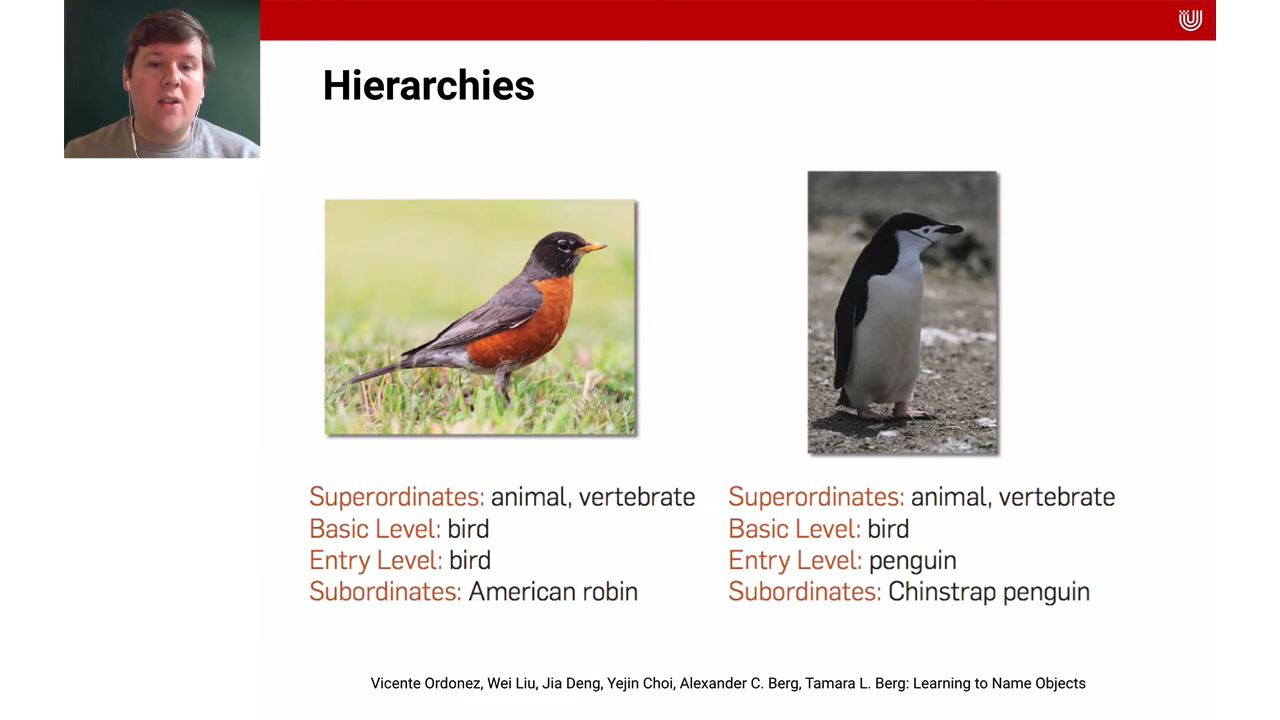 Hierarchies
Superordinates: animal, vertebrate
Basic Level: bird
Entry Level: bird
Subordinates: American robin
Superordinates: animal, vertebrate
Basic Level: bird
Entry Level: penguin
Subordinates: Chinstrap penguin
Vicente Ordonez, Wei Liu, Jia Deng, Yejin Choi, Alexander C. Berg, Tamara L. Berg: Learning to Name Objects